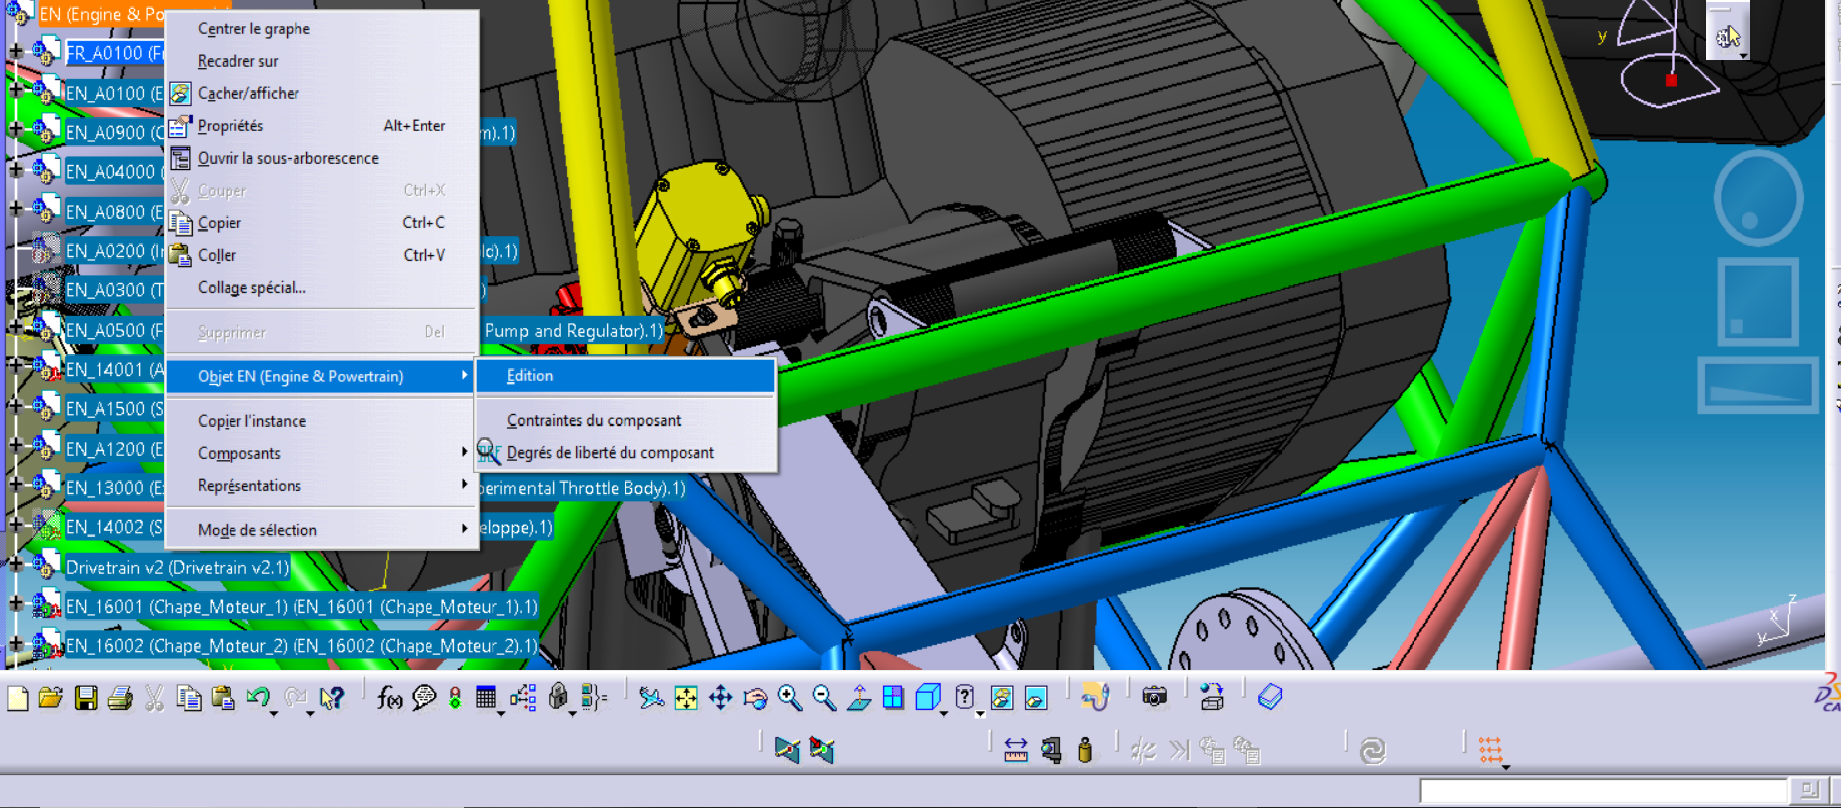 EN (Engine & Po
FR_A0100 (Fr
EN_A0100 (E
EN_A0900 (C
m).1)
EN_A04000 (
EN_A0800 (E
EN_A0200 (In
ld).1)
EN_A0300 (T
)
EN_A0500 (F
Pump and Regulator).1)
EN_14001 (A
EN_A1500 (S
EN_A1200 (E
EN_13000 (Ex
perimental Throttle Body).1)
EN_14002 (S
eloppe).1)
Drivetrain v2 (Drivetrain v2.1)
EN_16001 (Chape_Moteur_1) (EN_16001 (Chape_Moteur_1).1)
EN_16002 (Chape_Moteur_2) (EN_16002 (Chape_Moteur_2).1)
Centrer le graphe
Recadrer sur
Cacher/afficher
Propriétés Alt+Enter
Ouvrir la sous-arborescence
Couper Ctrl+X
Copier Ctrl+C
Coller Ctrl+V
Collage spécial...
Supprimer Del
Objet EN (Engine & Powertrain)
Copier l'instance
Composants
Représentations
Mode de sélection
Edition
Contraintes du composant
Degrés de liberté du composant
y
z
x
y
f(x)